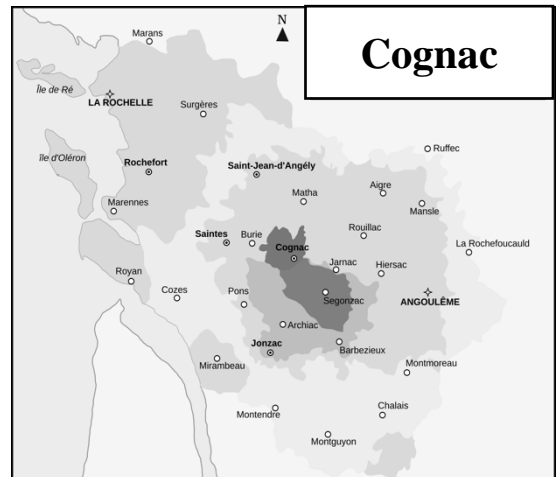 N
Cognac
Marans
Île de Ré
LA ROCHELLE
Surgères
île d'Oléron
Rochefort
Saint-Jean-d'Angély
Ruffec
Matha
Aigre
Mansle
Marennes
Saintes
Burie
Rouillac
Cognac
La Rochefoucauld
Royan
Jarnac
Hiersac
Cozes
Pons
Segonzac
ANGOULÊME
Archiac
Jonzac
Barbezieux
Mirambeau
Montmoreau
Montendre
Chalais
Montguyon